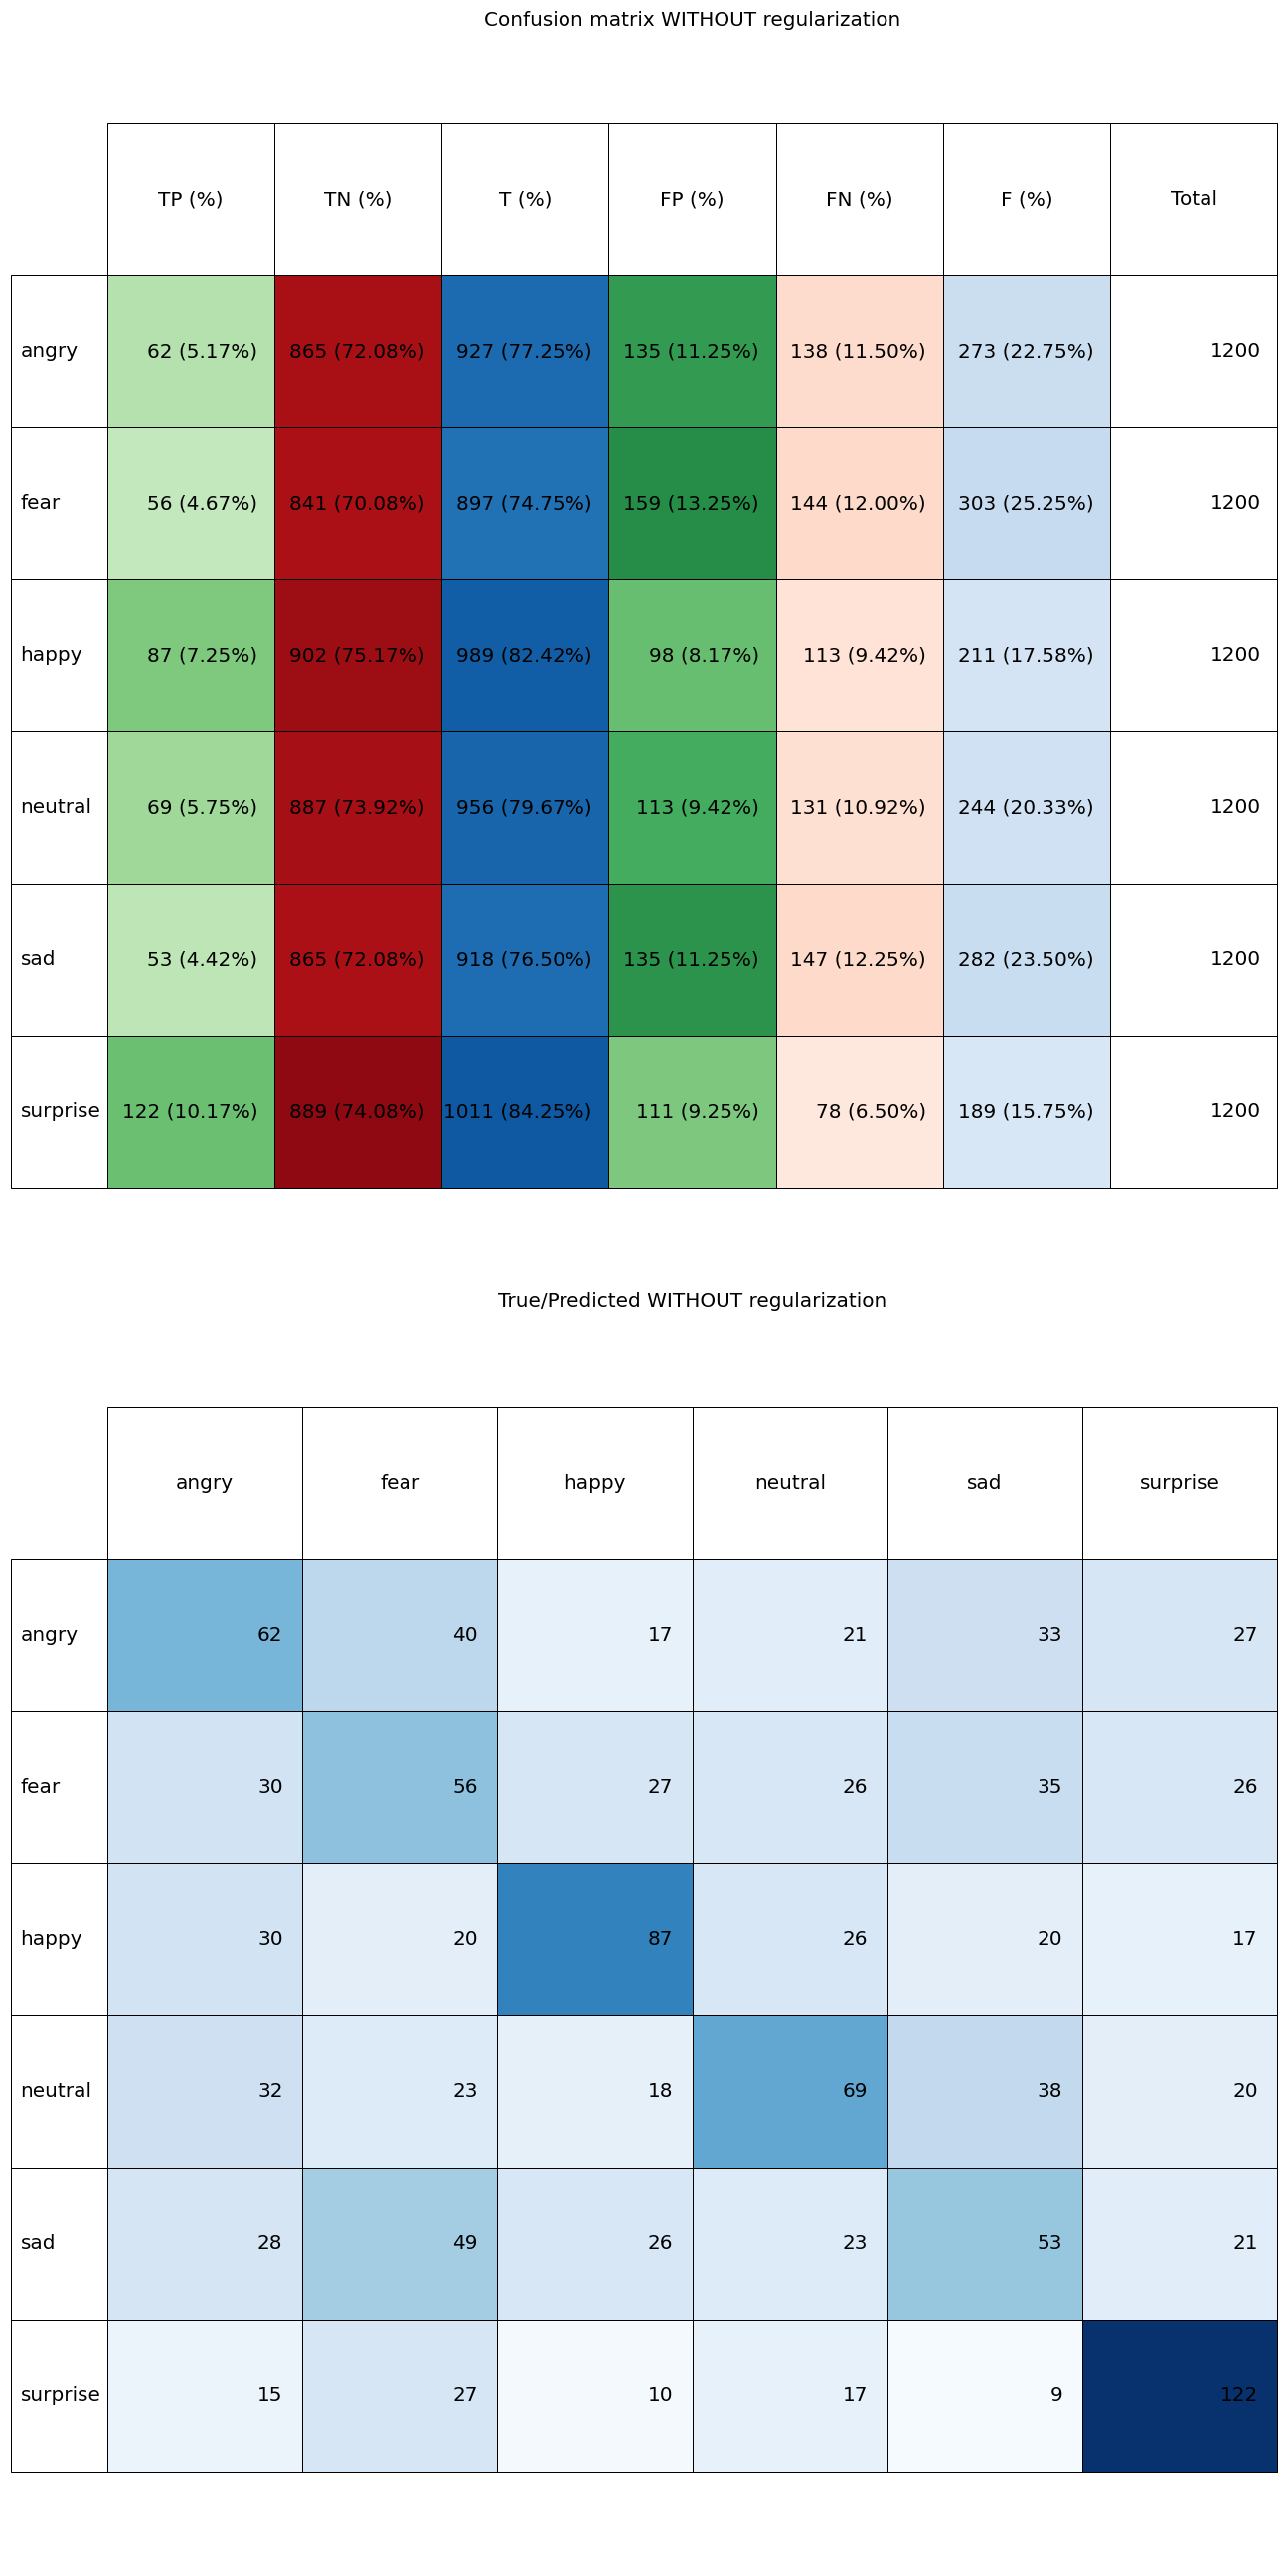 Confusion matrix WITHOUT regularization
TP (%) TN (%) T (%) FP (%) FN (%) F (%) Total
angry 62 (5.17%) 865 (72.08%) 927 (77.25%) 135 (11.25%) 138 (11.50%) 273 (22.75%) 1200
fear 56 (4.67%) 841 (70.08%) 897 (74.75%) 159 (13.25%) 144 (12.00%) 303 (25.25%) 1200
happy 87 (7.25%) 902 (75.17%) 989 (82.42%) 98 (8.17%) 113 (9.42%) 211 (17.58%) 1200
neutral 69 (5.75%) 887 (73.92%) 956 (79.67%) 113 (9.42%) 131 (10.92%) 244 (20.33%) 1200
sad 53 (4.42%) 865 (72.08%) 918 (76.50%) 135 (11.25%) 147 (12.25%) 282 (23.50%) 1200
surprise 122 (10.17%) 889 (74.08%) 1011 (84.25%) 111 (9.25%) 78 (6.50%) 189 (15.75%) 1200
True/Predicted WITHOUT regularization
angry fear happy neutral sad surprise
angry 62 40 17 21 33 27
fear 30 56 27 26 35 26
happy 30 20 87 26 20 17
neutral 32 23 18 69 38 20
sad 28 49 26 23 53 21
surprise 15 27 10 17 9 122